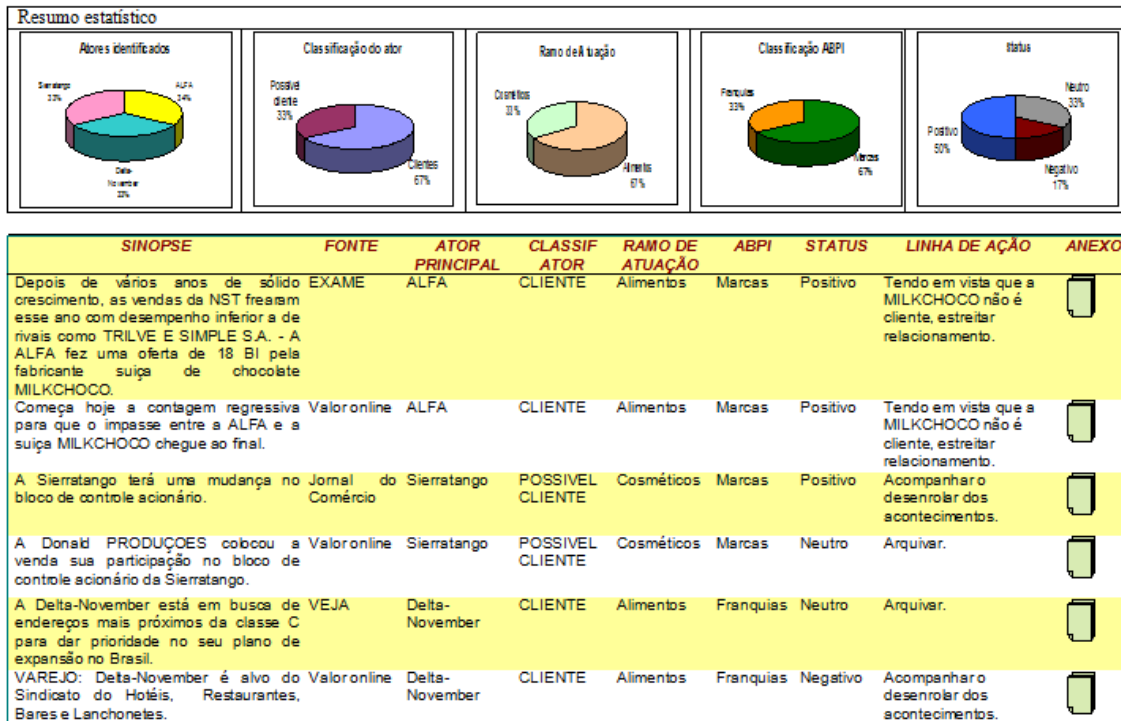 Resumo estatístico
Atores identificados
Sierratango
33%
ALFA
34%
Delta-
November
33%
Classificação do ator
Possivel
cliente
33%
Clientes
67%
Ramo de Atuação
Cosméticos
33%
Alimentos
67%
Classificação ABPI
Franquias
33%
Marcas
67%
Status
Neutro
33%
Positivo
50%
Negativo
17%
SINOPSE FONTE ATOR CLASSIF RAMO DE ABPI STATUS LINHA DE AÇÃO ANEXO
PRINCIPAL ATOR ATUAÇÃO
Depois de vários anos de sólido EXAME ALFA CLIENTE Alimentos Marcas Positivo Tendo em vista que a
crescimento, as vendas da NST frearam MILKCHOCO não é
esse ano com desempenho inferior a de cliente, estreitar
rivais como TRILVE E SIMPLE S.A. - A relacionamento.
ALFA fez uma oferta de 18 BI pela
fabricante suiça de chocolate
MILKCHOCO.
Começa hoje a contagem regressiva Valor online ALFA CLIENTE Alimentos Marcas Positivo Tendo em vista que a
para que o impasse entre a ALFA e a MILKCHOCO não é
suiça MILKCHOCO chegue ao final. cliente, estreitar
relacionamento.
A Sierratango terá uma mudança no Jornal do Sierratango POSSIVEL Cosméticos Marcas Positivo Acompanhar o
bloco de controle acionário. Comércio CLIENTE desenrolar dos
acontecimentos.
A Donald PRODUÇOES colocou a Valor online Sierratango POSSIVEL Cosméticos Marcas Neutro Arquivar.
venda sua participação no bloco de CLIENTE
controle acionário da Sierratango.
A Delta-November está em busca de VEJA Delta- CLIENTE Alimentos Franquias Neutro Arquivar.
endereços mais próximos da classe C November
para dar prioridade no seu plano de
expansão no Brasil.
VAREJO: Delta-November é alvo do Valor online Delta- CLIENTE Alimentos Franquias Negativo Acompanhar o
Sindicato do Hotéis, Restaurantes, November desenrolar dos
Bares e Lanchonetes. acontecimentos.